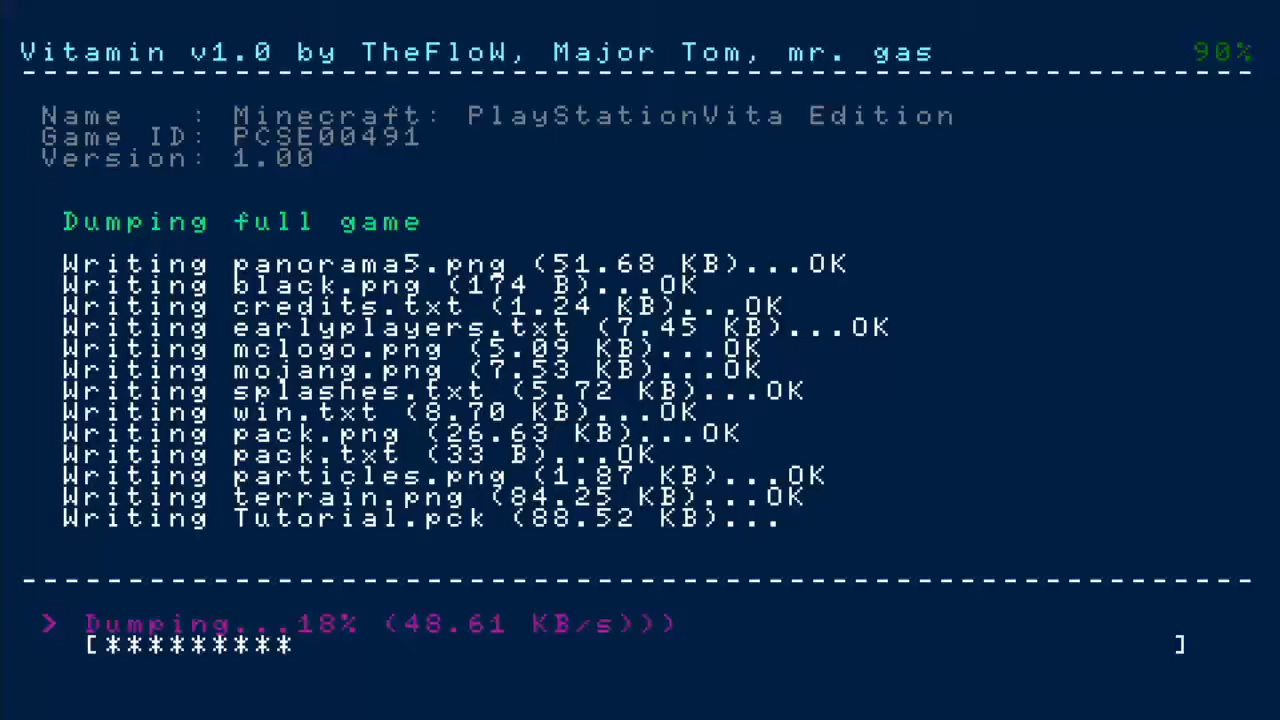 Vitamin v1.0 by TheFloW, Major Tom, mr. gas 90%
--------------------------------------------------------
Name   : Minecraft: PlayStationVita Edition
Game ID: PCSE00491
Version: 1.00
Dumping full game
Writing panorama5.png (51.68 KB)...OK
Writing black.png (174 B)...OK
Writing credits.txt (1.24 KB)...OK
Writing earlyplayers.txt (7.45 KB)...OK
Writing mclogo.png (5.09 KB)...OK
Writing mojang.png (7.53 KB)...OK
Writing splashes.txt (5.72 KB)...OK
Writing win.txt (8.70 KB)...OK
Writing pack.png (26.63 KB)...OK
Writing pack.txt (33 B)...OK
Writing particles.png (1.87 KB)...OK
Writing terrain.png (84.25 KB)...OK
Writing Tutorial.pck (88.52 KB)...
--------------------------------------------------------
> Dumping...18% (48.61 KB/s)))
[********* ]